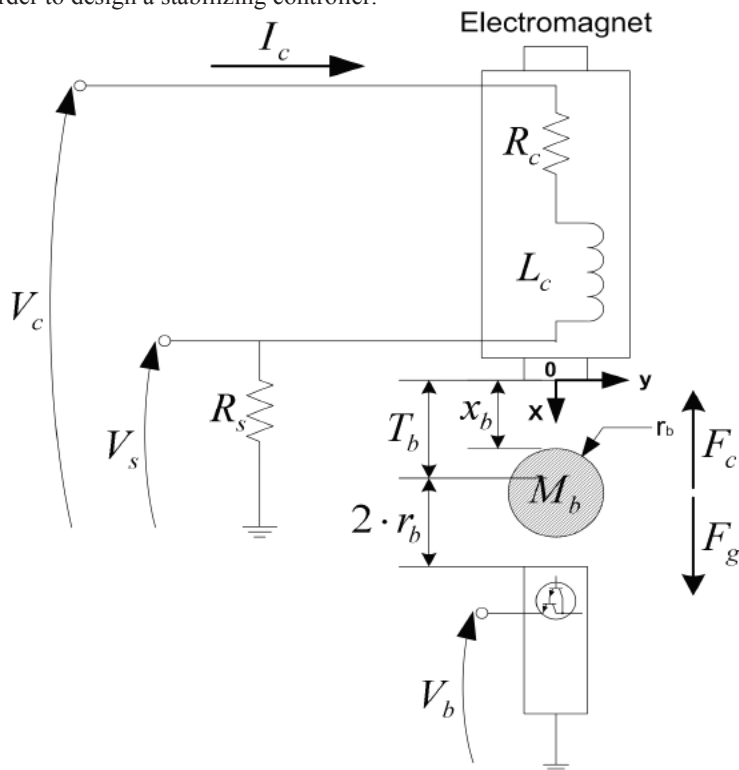 order to design a stabilizing controller.
Electromagnet
I_c
R_c
L_c
V_c
0
y
x_b
x
R_s
T_b
r_b
F_c
V_s
M_b
2 · r_b
F_g
V_b